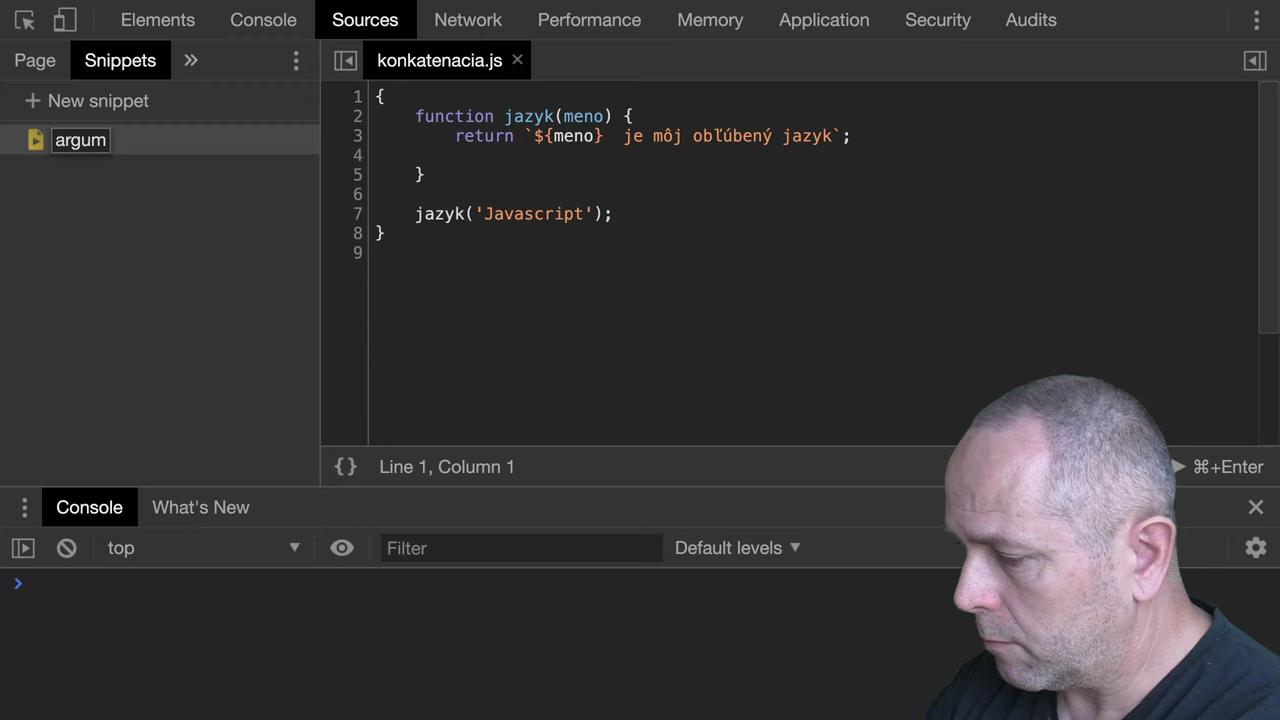 Elements Console Sources Network Performance Memory Application Security Audits
Page Snippets » konkatenacia.js ×
+ New snippet
argum
1 {
2 function jazyk(meno) {
3 return `${meno}  je môj obľúbený jazyk`;
4
5 }
6
7 jazyk('Javascript');
8 }
9
{} Line 1, Column 1 ⌘+Enter
Console What's New
top ▼ Filter Default levels ▼
>